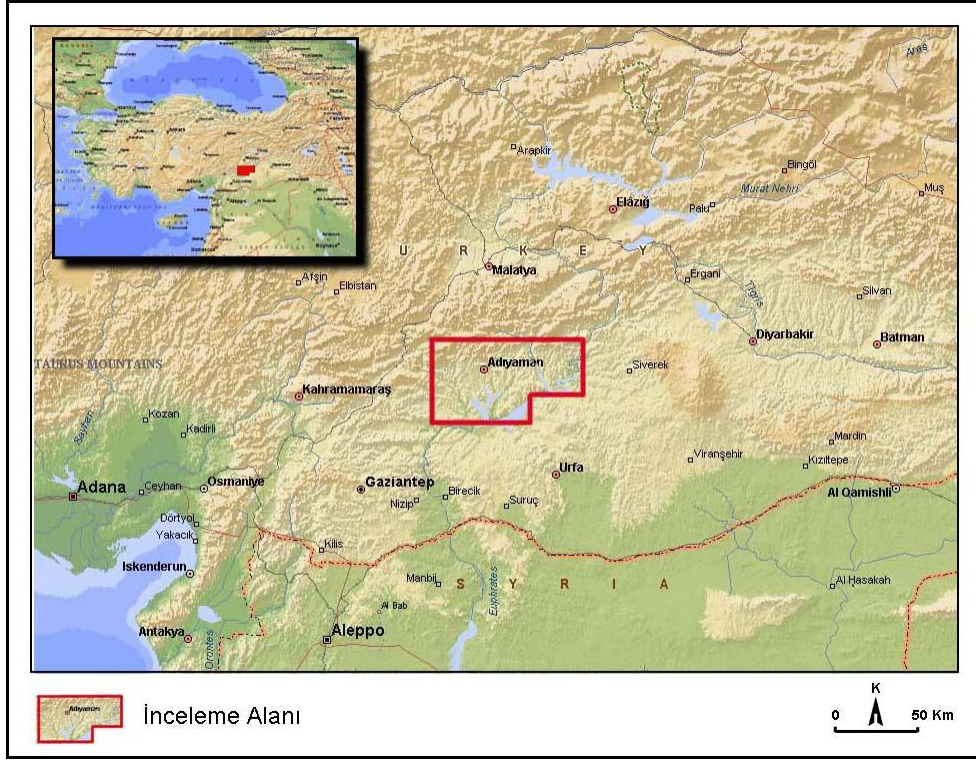 Aras
Arapkir
Bingöl
Murat Nehri
Muş
Elâzığ
Palu
U R K E Y
Malatya
Ergani
Afşin
Elbistan
Tigris
Silvan
Diyarbakir
Batman
TAURUS MOUNTAINS
Adıyaman
Siverek
Kahramamaraş
Seyhan
Kozan
Kadirli
Mardin
Viranşehir
Kızıltepe
Urfa
Adana
Ceyhan
Osmaniye
Gaziantep
Birecik
Nizip
Suruç
Al Qamishli
Dörtyol
Yakacık
Kilis
Iskenderun
Manbij
S Y R I A
Euphrates
Al Hasakah
Al Bab
Antakya
Orontes
Aleppo
Adıyaman
İnceleme Alanı
K
0 50 Km